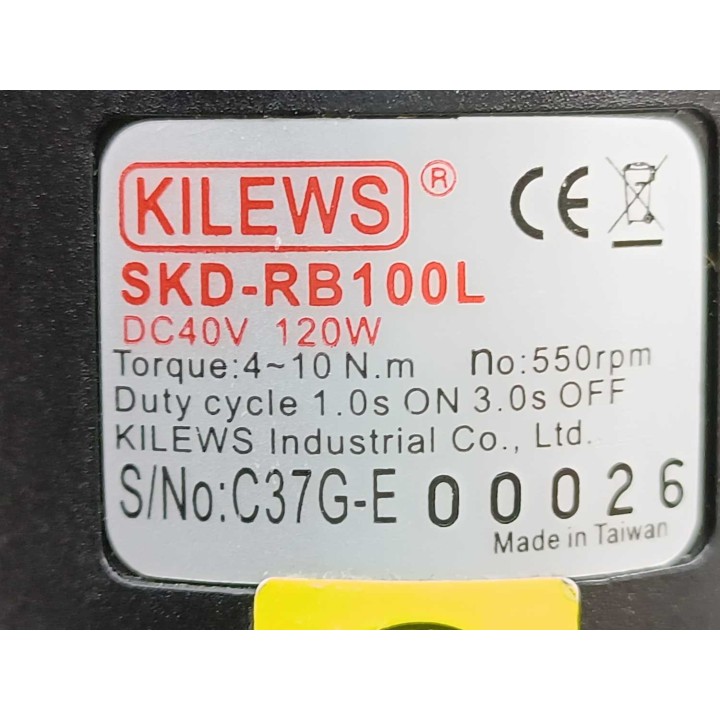 KILEWS ® CE
SKD-RB100L
DC40V 120W
Torque:4~10 N.m no:550rpm
Duty cycle 1.0s ON 3.0s OFF
KILEWS Industrial Co., Ltd.
S/No:C37G-E 00026
Made in Taiwan